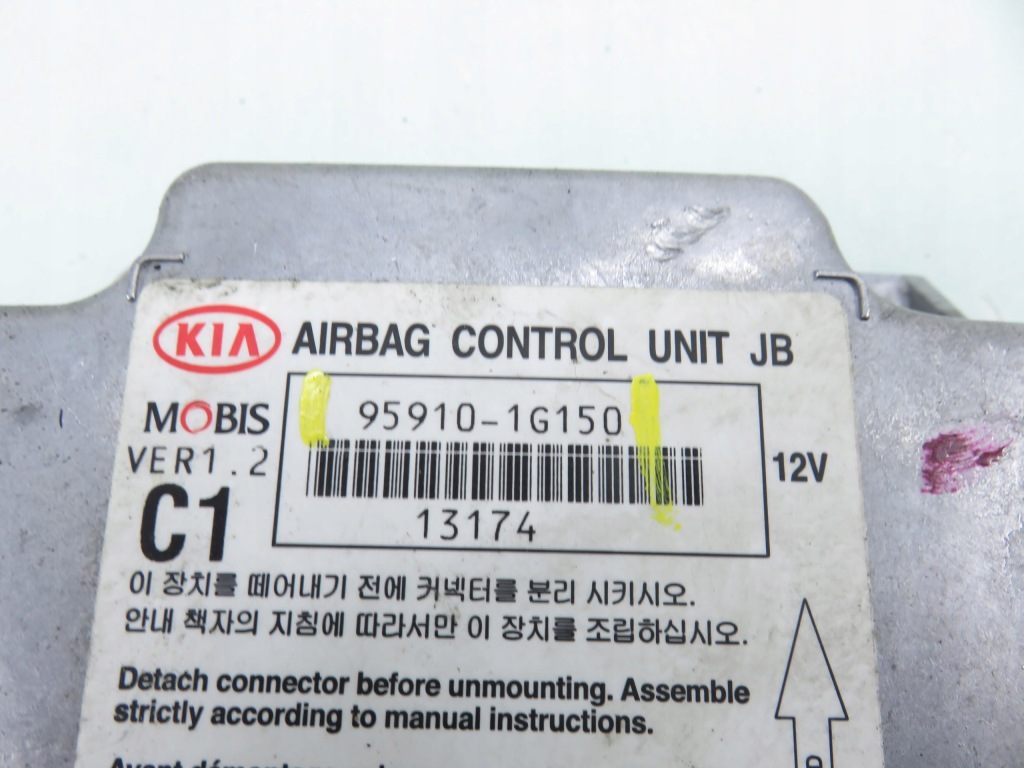 KIA AIRBAG CONTROL UNIT JB
MOBIS
95910-1G150
VER1.2
12V
C1
13174
이 장치를 떼어내기 전에 커넥터를 분리 시키시오.
안내 책자의 지침에 따라서만 이 장치를 조립하십시오.
Detach connector before unmounting. Assemble
strictly according to manual instructions.
Avant